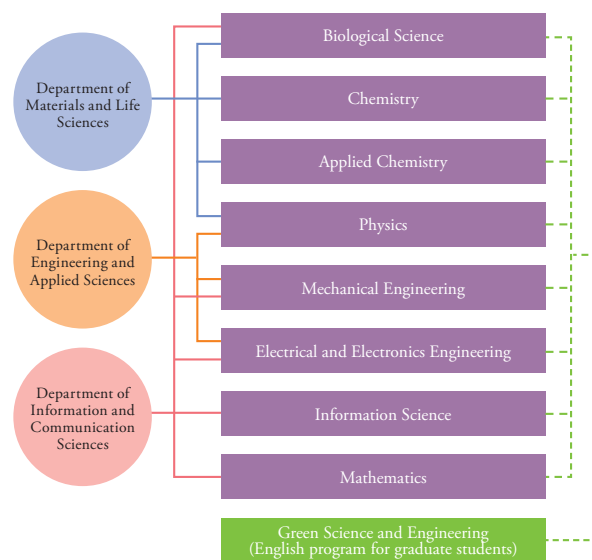 Department of
Materials and Life
Sciences
Department of
Engineering and
Applied Sciences
Department of
Information and
Communication
Sciences
Biological Science
Chemistry
Applied Chemistry
Physics
Mechanical Engineering
Electrical and Electronics Engineering
Information Science
Mathematics
Green Science and Engineering
(English program for graduate students)